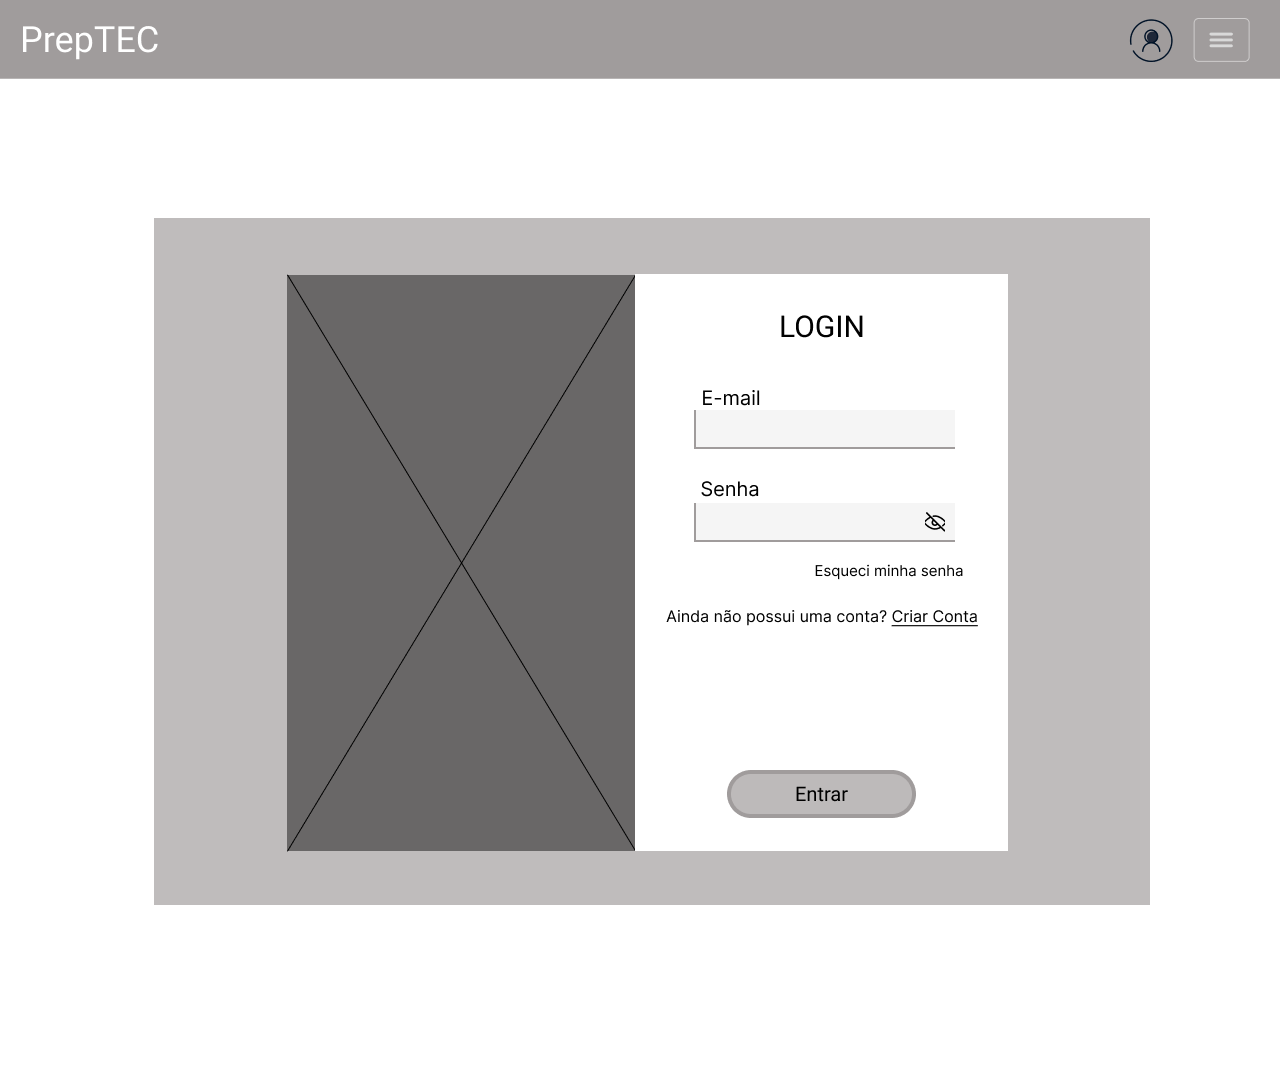 PrepTEC
LOGIN
E-mail
Senha
Esqueci minha senha
Ainda não possui uma conta? Criar Conta
Entrar